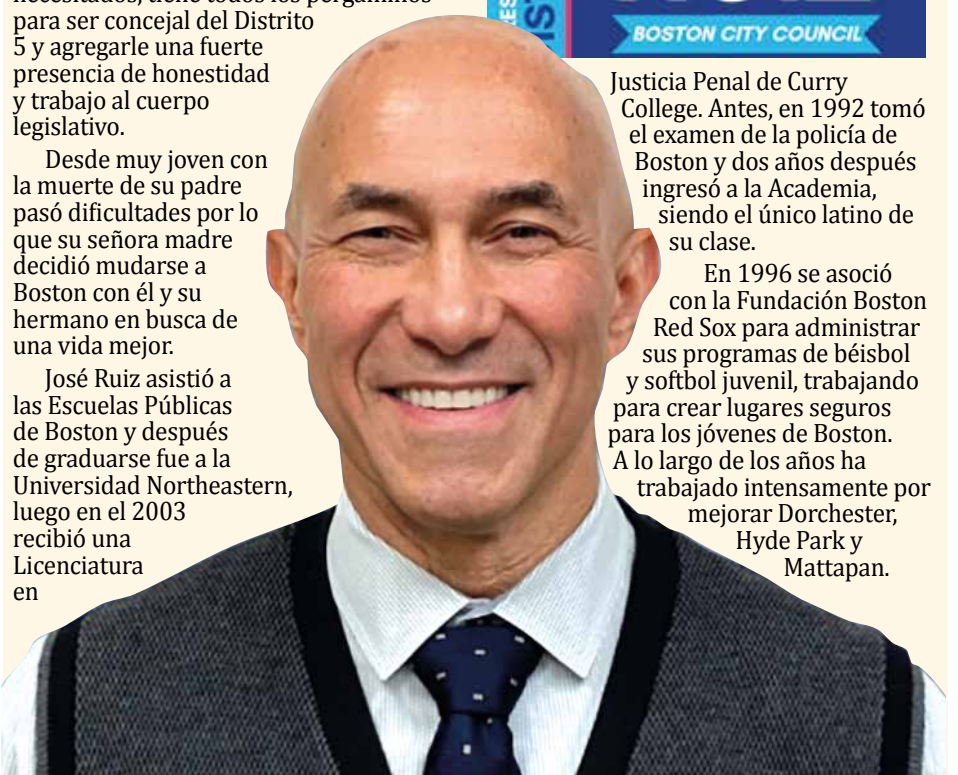 necesitados, tiene todos los pergaminos
para ser concejal del Distrito
5 y agregarle una fuerte
presencia de honestidad
y trabajo al cuerpo
legislativo.
Desde muy joven con
la muerte de su padre
pasó dificultades por lo
que su señora madre
decidió mudarse a
Boston con él y su
hermano en busca de
una vida mejor.
José Ruiz asistió a
las Escuelas Públicas
de Boston y después
de graduarse fue a la
Universidad Northeastern,
luego en el 2003
recibió una
Licenciatura
en
BOSTON CITY COUNCIL
Justicia Penal de Curry
College. Antes, en 1992 tomó
el examen de la policía de
Boston y dos años después
ingresó a la Academia,
siendo el único latino de
su clase.
En 1996 se asoció
con la Fundación Boston
Red Sox para administrar
sus programas de béisbol
y softbol juvenil, trabajando
para crear lugares seguros
para los jóvenes de Boston.
A lo largo de los años ha
trabajado intensamente por
mejorar Dorchester,
Hyde Park y
Mattapan.